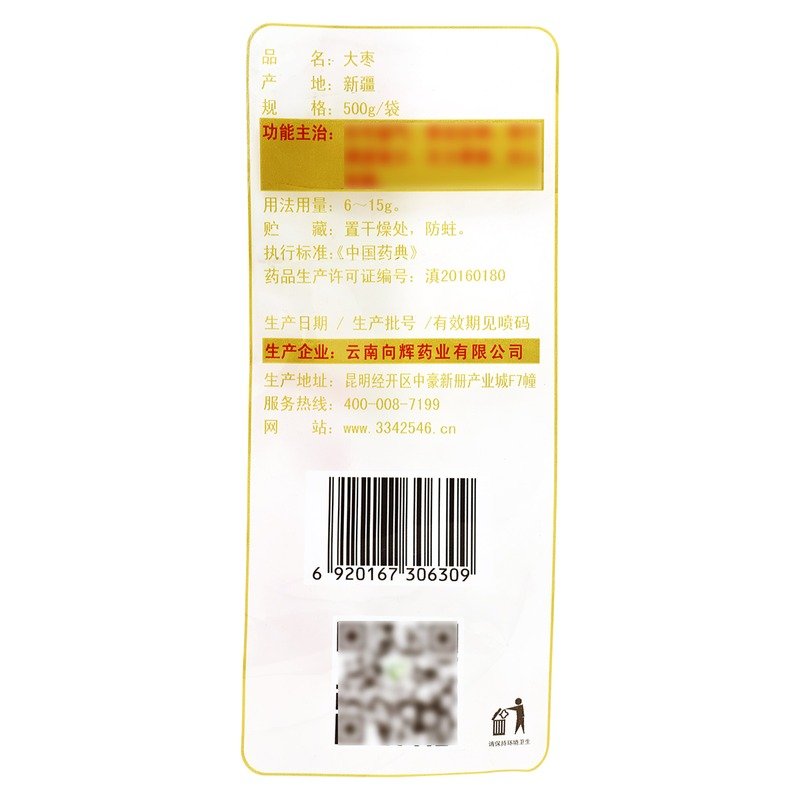 品 名：大枣
产 地：新疆
规 格：500g/袋
功能主治：
用法用量：6～15g。
贮 藏：置干燥处，防蛀。
执行标准：《中国药典》
药品生产许可证编号：滇20160180
生产日期 / 生产批号 /有效期见喷码
生产企业：云南向辉药业有限公司
生产地址：昆明经开区中豪新册产业城F7幢
服务热线：400-008-7199
网 站：www.3342546.cn
6 920167 306309
请保持环境卫生